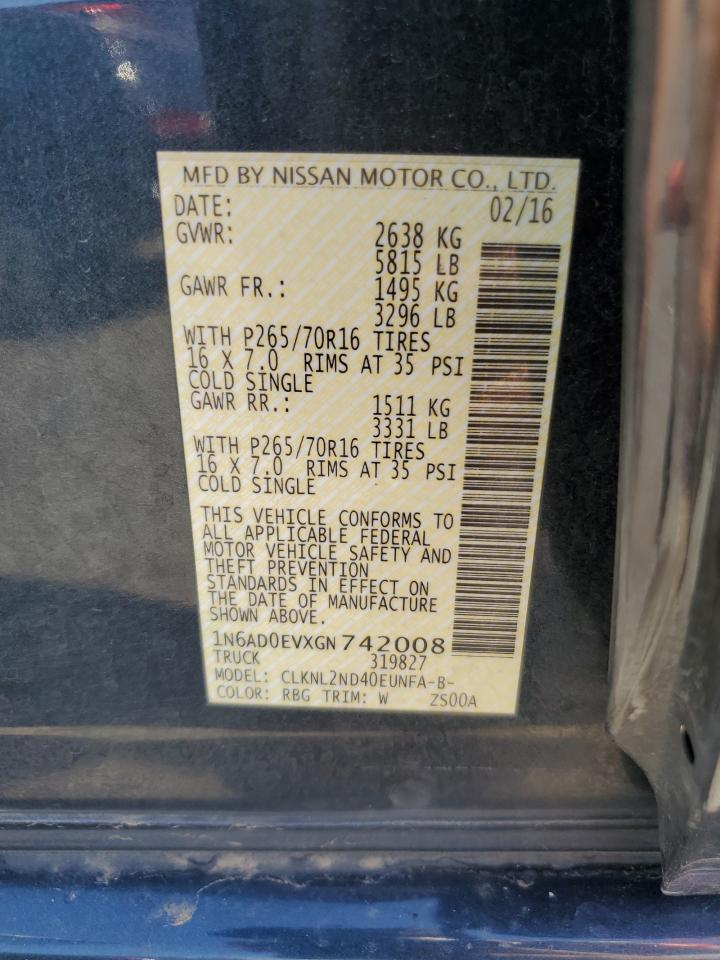 MFD BY NISSAN MOTOR CO., LTD.
DATE: 02/16
GVWR: 2638 KG
5815 LB
GAWR FR.: 1495 KG
3296 LB
WITH P265/70R16 TIRES
16 X 7.0 RIMS AT 35 PSI
COLD SINGLE
GAWR RR.: 1511 KG
3331 LB
WITH P265/70R16 TIRES
16 X 7.0 RIMS AT 35 PSI
COLD SINGLE
THIS VEHICLE CONFORMS TO
ALL APPLICABLE FEDERAL
MOTOR VEHICLE SAFETY AND
THEFT PREVENTION
STANDARDS IN EFFECT ON
THE DATE OF MANUFACTURE
SHOWN ABOVE.
1N6AD0EVXGN742008
TRUCK 319827
MODEL: CLKNL2ND40EUNFA-B-
COLOR: RBG TRIM: W ZS00A